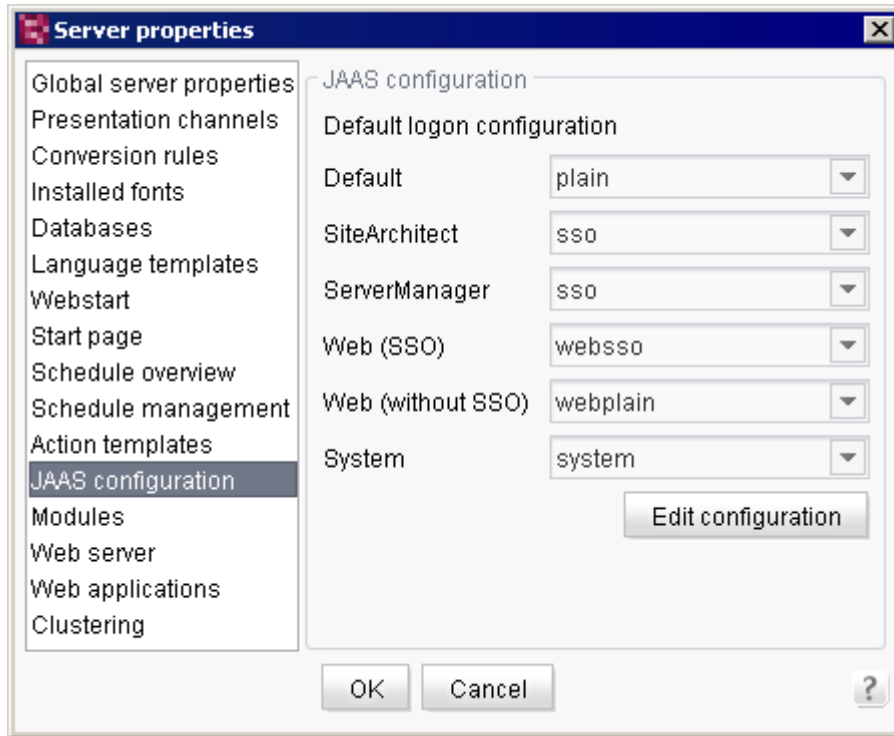 Server properties
Global server properties
Presentation channels
Conversion rules
Installed fonts
Databases
Language templates
Webstart
Start page
Schedule overview
Schedule management
Action templates
JAAS configuration
Modules
Web server
Web applications
Clustering
JAAS configuration
Default logon configuration
Default plain
SiteArchitect sso
ServerManager sso
Web (SSO) websso
Web (without SSO) webplain
System system
Edit configuration
OK Cancel ?